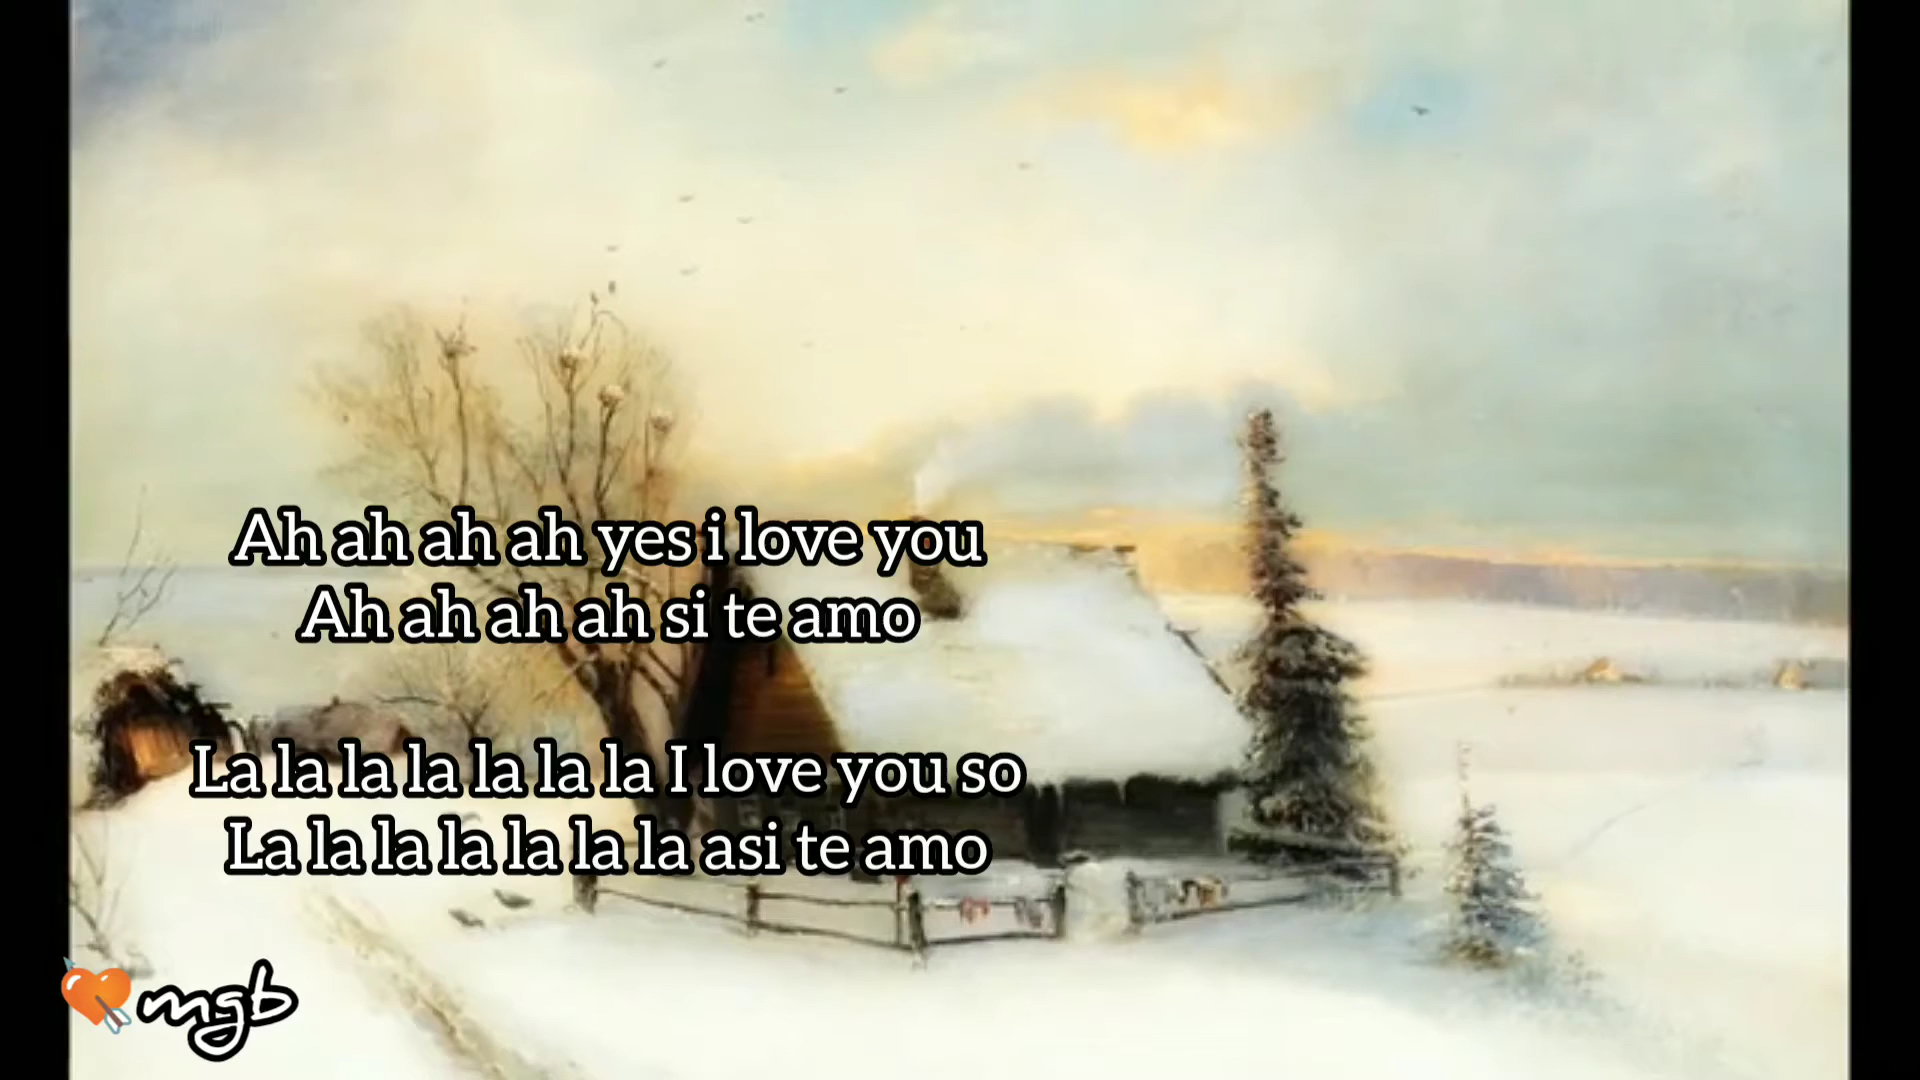 Ah ah ah ah yes i love you
Ah ah ah ah si te amo
La la la la la la la I love you so
La la la la la la la asi te amo
mgb